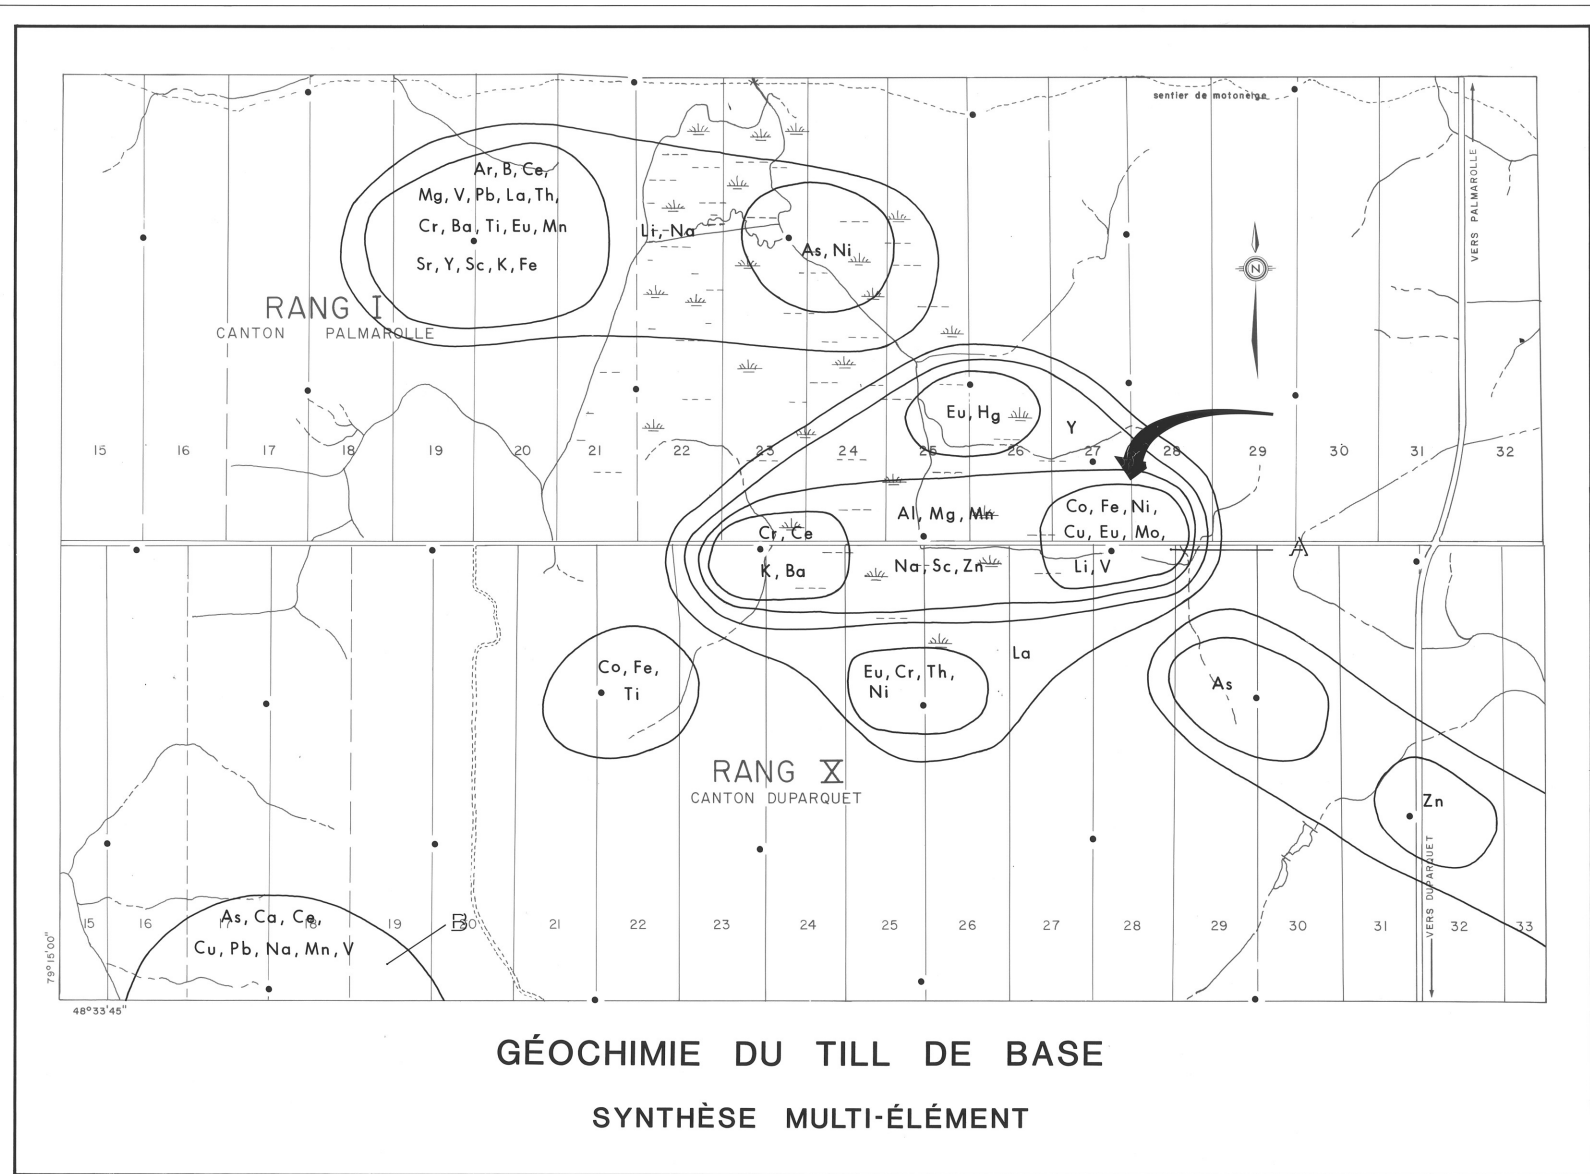 sentier de motoneige
VERS PALMAROLLE
Ar, B, Ce,
Mg, V, Pb, La, Th,
Cr, Ba, Ti, Eu, Mn
Sr, Y, Sc, K, Fe
Li, Na
As, Ni
N
RANG I
CANTON PALMAROLLE
Eu, Hg
Y
15 16 17 18 19 20 21 22 23 24 25 26 27 28 29 30 31 32
Al, Mg, Mn
Na, Sc, Zn
Co, Fe, Ni,
Cu, Eu, Mo,
Li, V
Cr, Ce
K, Ba
A
Co, Fe,
Ti
Eu, Cr, Th,
Ni
La
As
RANG X
CANTON DUPARQUET
Zn
VERS DUPARQUET
As, Ca, Ce,
Cu, Pb, Na, Mn, V
B
15 16 17 18 19 20 21 22 23 24 25 26 27 28 29 30 31 32 33
79°15'00"
48°33'45"
GÉOCHIMIE DU TILL DE BASE
SYNTHÈSE MULTI-ÉLÉMENT